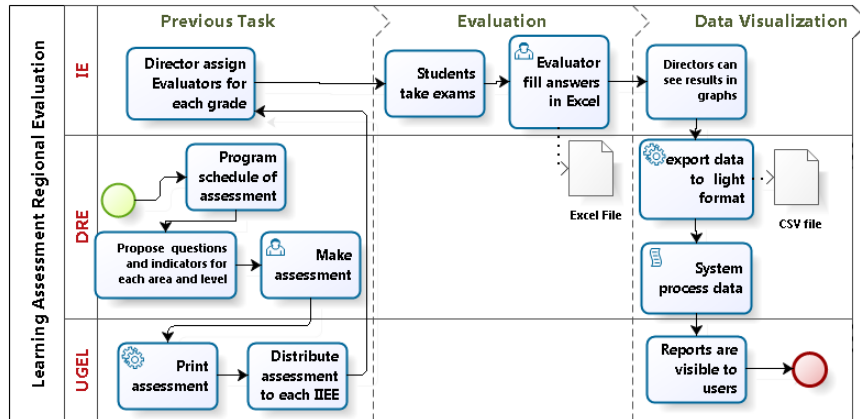 Learning Assessment Regional Evaluation
Previous Task
Evaluation
Data Visualization
IE
Director assign
Evaluators for
each grade
Students
take exams
Evaluator
fill answers
in Excel
Directors can
see results in
graphs
DRE
Program
schedule of
assessment
Excel File
export data
to light
format
CSV file
Propose questions
and indicators for
each area and level
Make
assessment
System
process data
UGEL
Print
assessment
Distribute
assessment
to each IIEE
Reports are
visible to
users